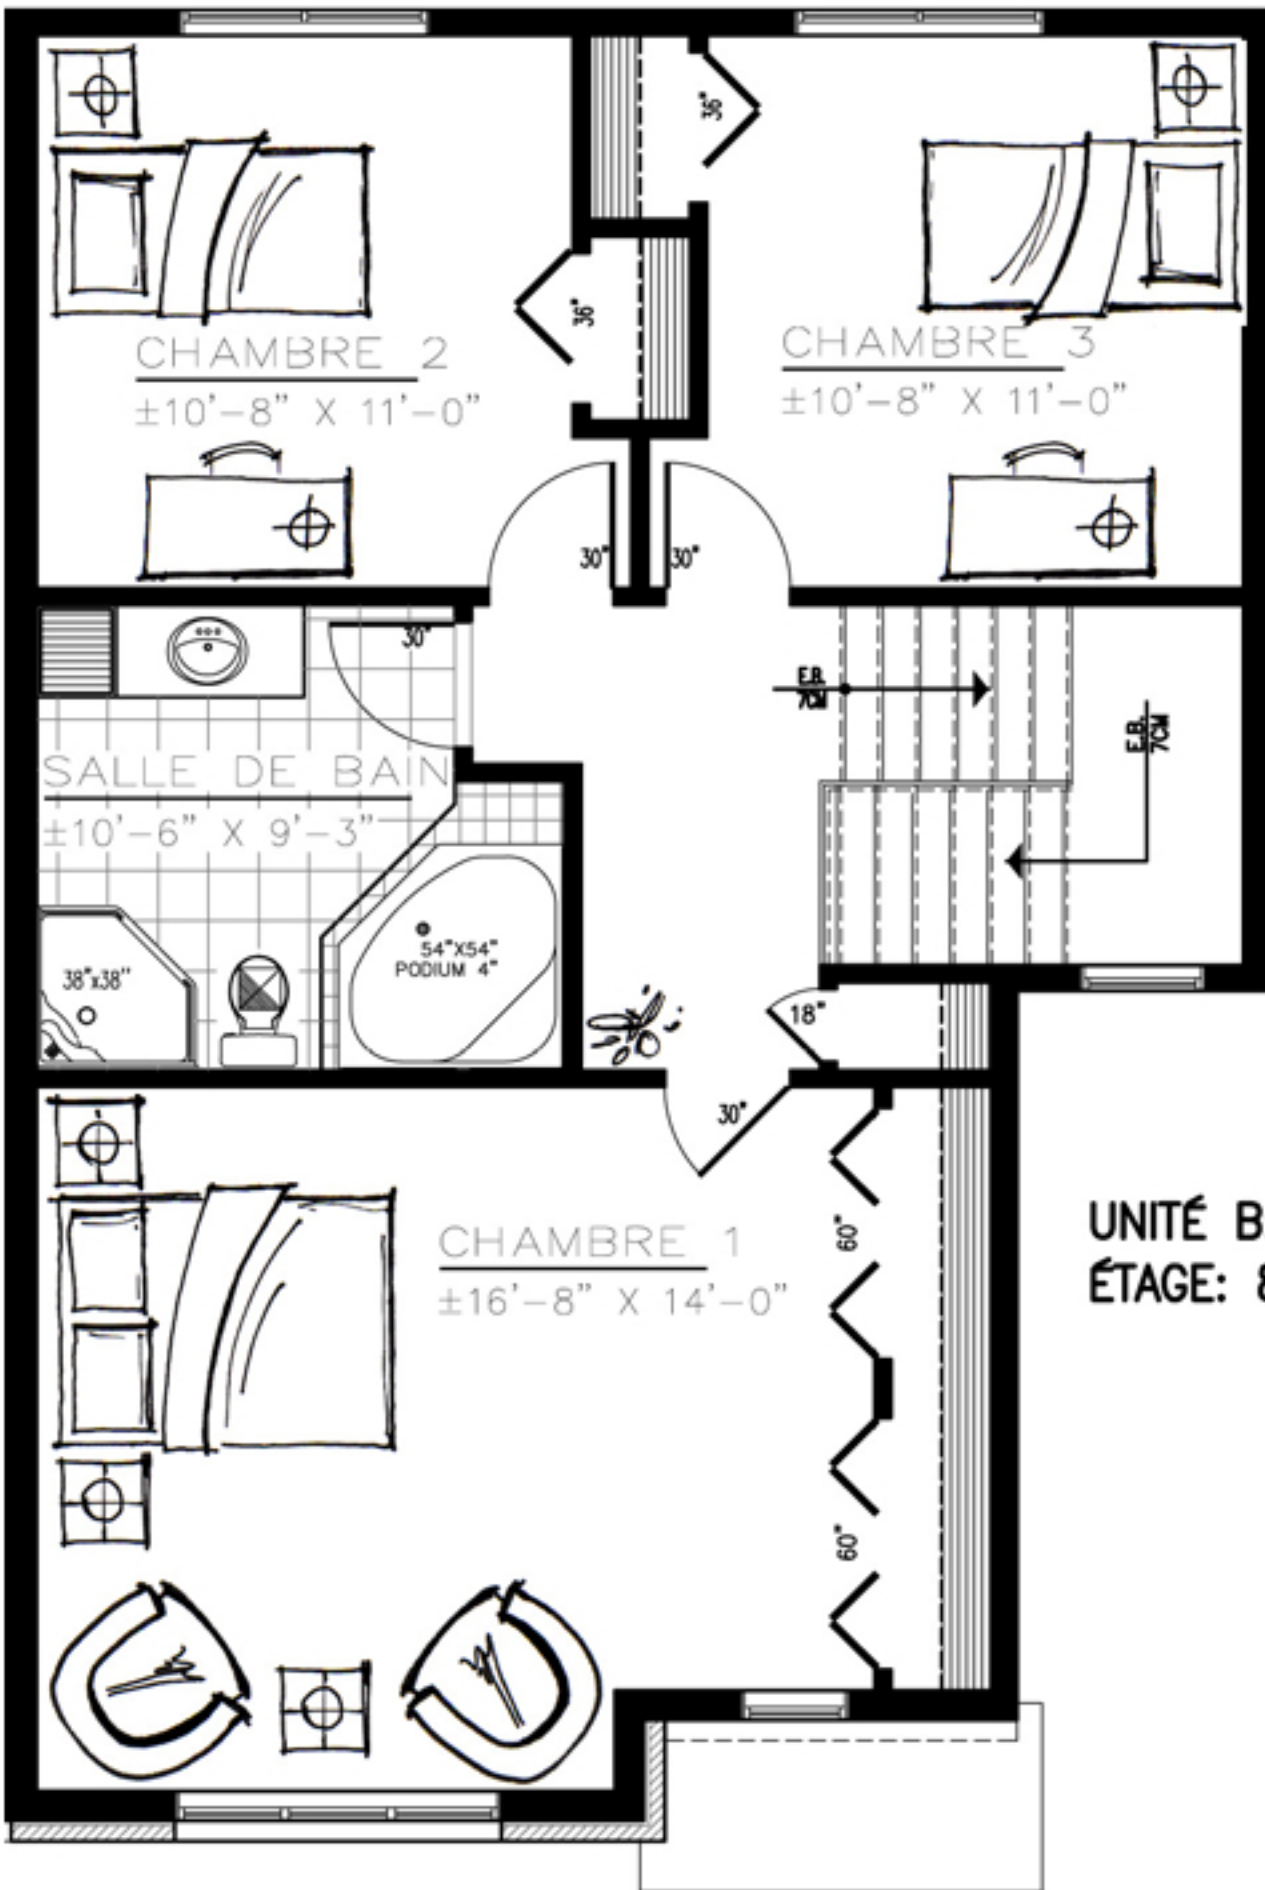 36"
36"
CHAMBRE 2
±10'-8" X 11'-0"
CHAMBRE 3
±10'-8" X 11'-0"
30"
30"
30"
E.B.
7CM
E.B.
7CM
SALLE DE BAIN
±10'-6" X 9'-3"
54"X54"
PODIUM 4"
38"x38"
18"
30"
CHAMBRE 1
±16'-8" X 14'-0"
60"
60"
UNITÉ B
ÉTAGE: 8